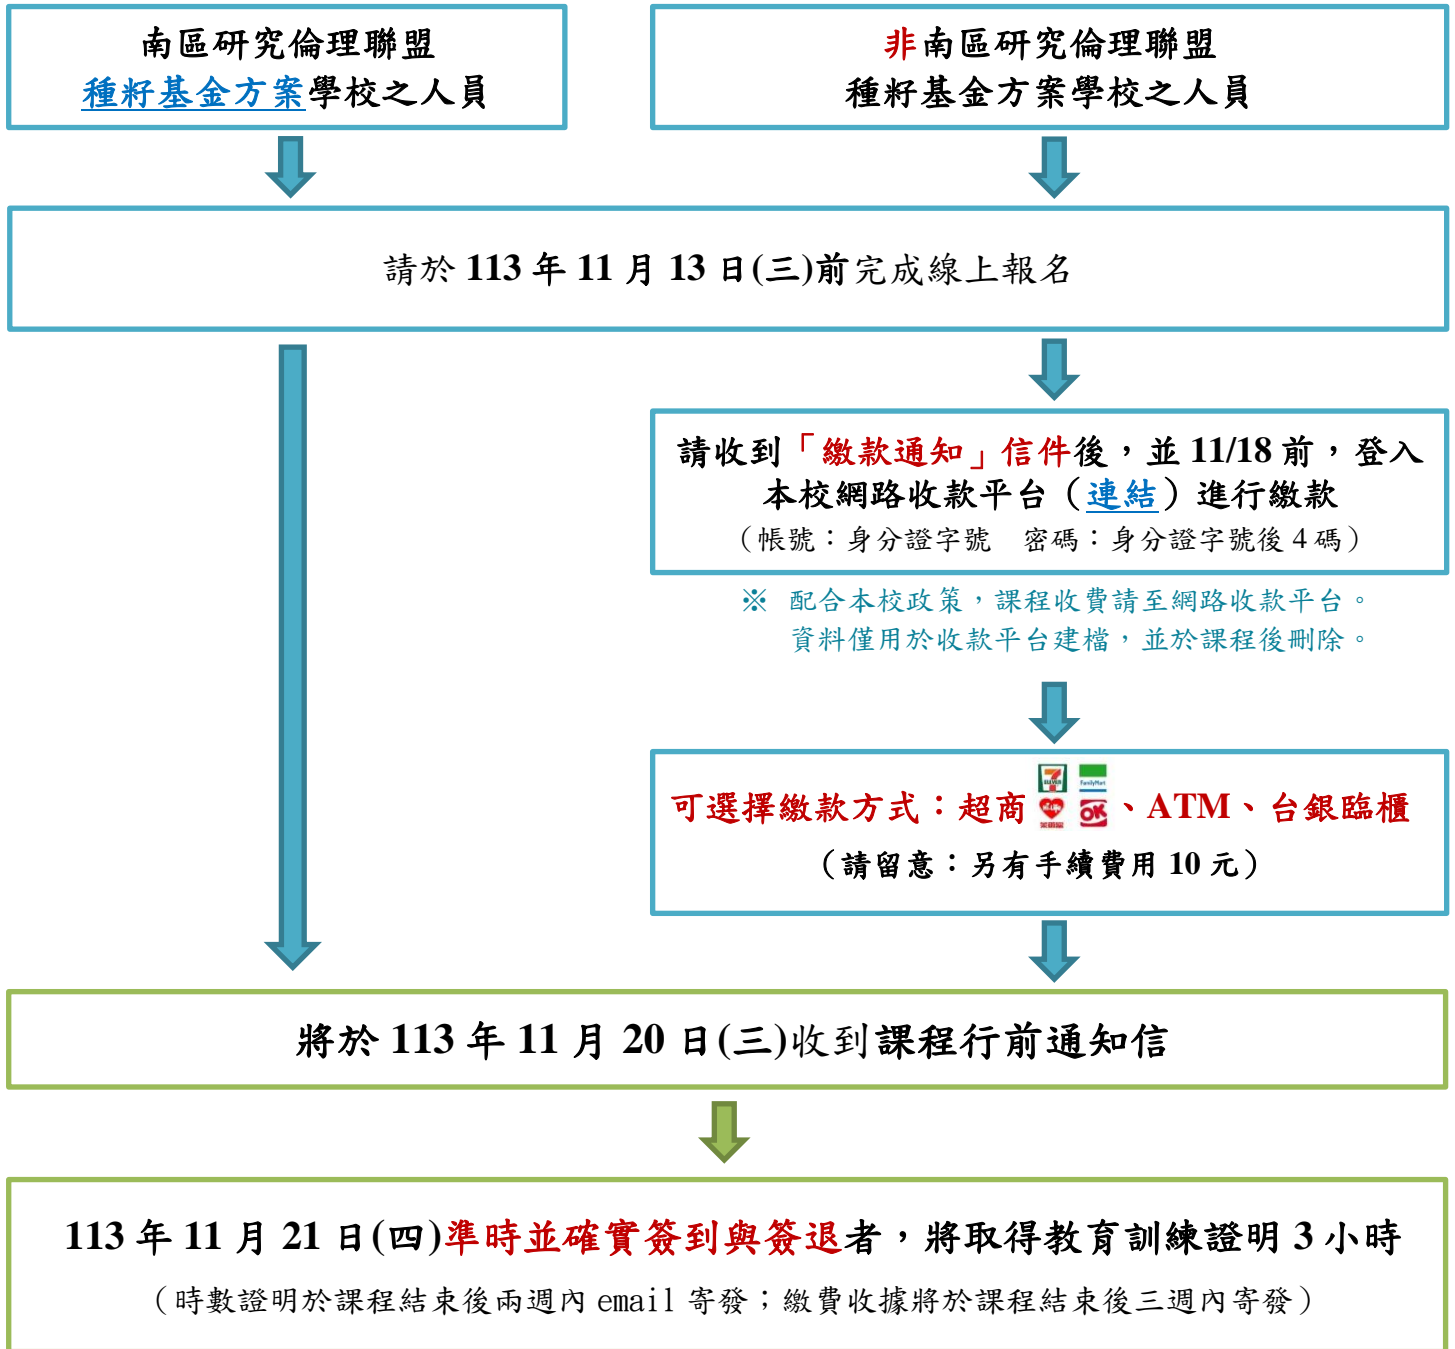 南區研究倫理聯盟
種籽基金方案學校之人員
非南區研究倫理聯盟
種籽基金方案學校之人員
請於 113 年 11 月 13 日(三)前完成線上報名
請收到「繳款通知」信件後，並 11/18 前，登入
本校網路收款平台（連結）進行繳款
（帳號：身分證字號　密碼：身分證字號後 4 碼）
※ 配合本校政策，課程收費請至網路收款平台。
資料僅用於收款平台建檔，並於課程後刪除。
可選擇繳款方式：超商、ATM、台銀臨櫃
7 ELEVEN
FamilyMart
OK
（請留意：另有手續費用 10 元）
將於 113 年 11 月 20 日(三)收到課程行前通知信
113 年 11 月 21 日(四)準時並確實簽到與簽退者，將取得教育訓練證明 3 小時
（時數證明於課程結束後兩週內 email 寄發；繳費收據將於課程結束後三週內寄發）